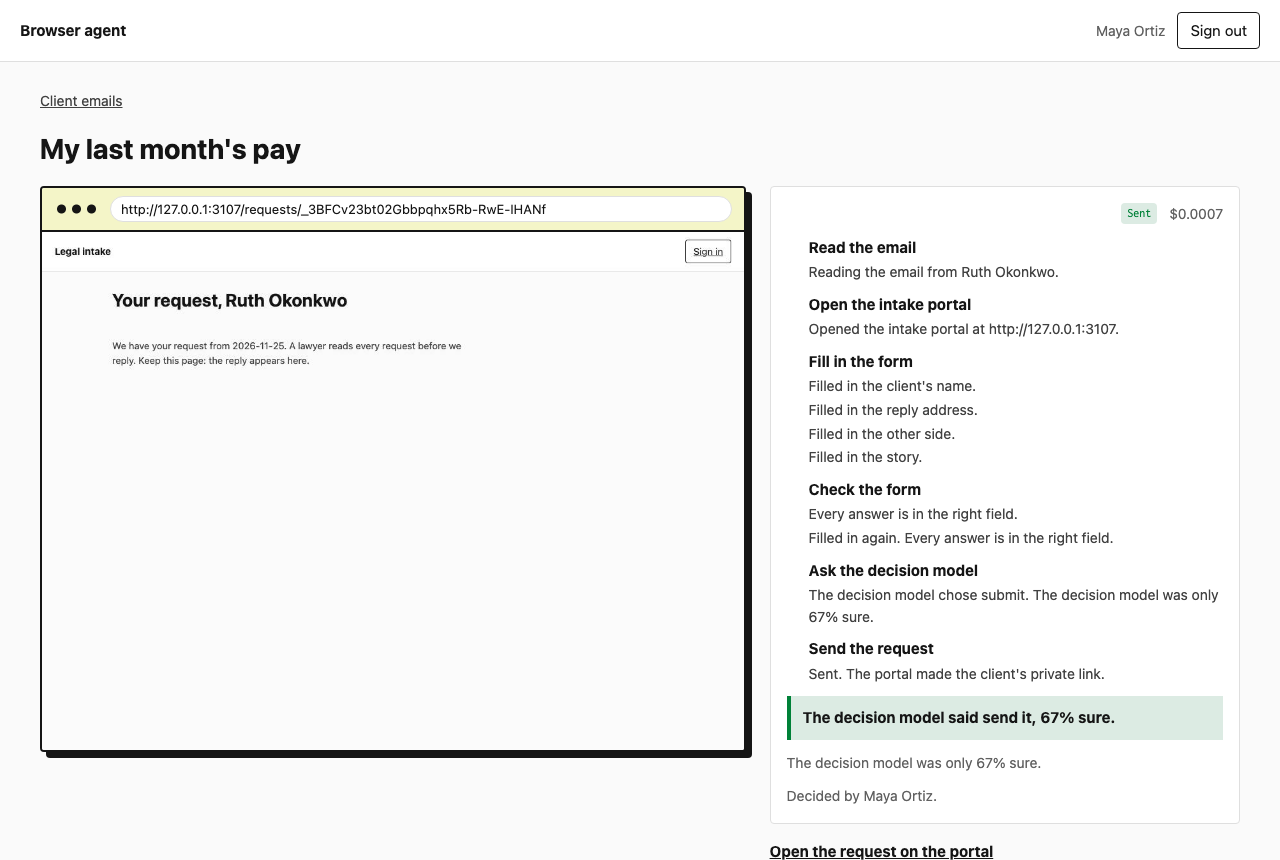 Browser agent
Maya Ortiz
Sign out
Client emails
My last month's pay
http://127.0.0.1:3107/requests/_3BFCv23bt02Gbbpqhx5Rb-RwE-IHANf
Legal intake
Sign in
Your request, Ruth Okonkwo
We have your request from 2026-11-25. A lawyer reads every request before we
reply. Keep this page: the reply appears here.
Sent
$0.0007
Read the email
Reading the email from Ruth Okonkwo.
Open the intake portal
Opened the intake portal at http://127.0.0.1:3107.
Fill in the form
Filled in the client's name.
Filled in the reply address.
Filled in the other side.
Filled in the story.
Check the form
Every answer is in the right field.
Filled in again. Every answer is in the right field.
Ask the decision model
The decision model chose submit. The decision model was only
67% sure.
Send the request
Sent. The portal made the client's private link.
The decision model said send it, 67% sure.
The decision model was only 67% sure.
Decided by Maya Ortiz.
Open the request on the portal